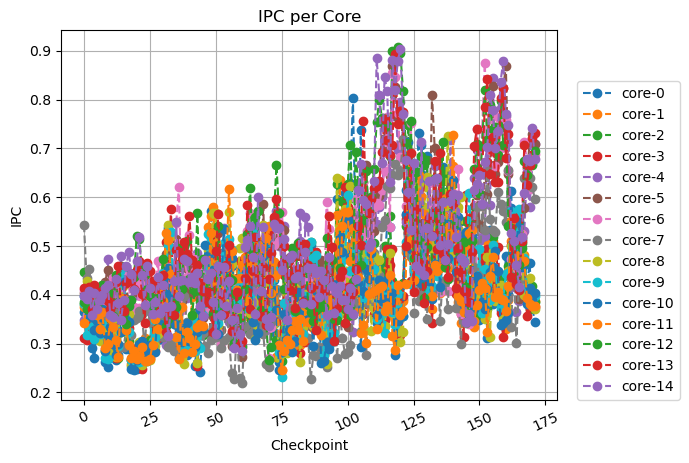 IPC per Core
IPC
0.9
0.8
0.7
0.6
0.5
0.4
0.3
0.2
0
25
50
75
100
125
150
175
Checkpoint
core-0
core-1
core-2
core-3
core-4
core-5
core-6
core-7
core-8
core-9
core-10
core-11
core-12
core-13
core-14